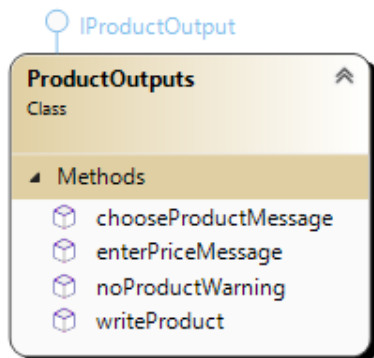 IProductOutput
ProductOutputs
Class
Methods
chooseProductMessage
enterPriceMessage
noProductWarning
writeProduct